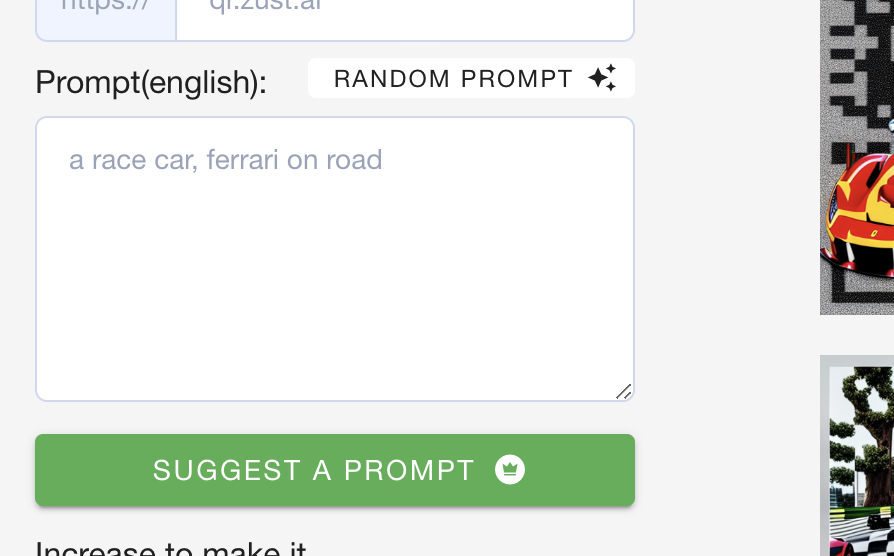 https://
qr.zust.ai
Prompt(english):
RANDOM PROMPT
a race car, ferrari on road
SUGGEST A PROMPT
Increase to make it